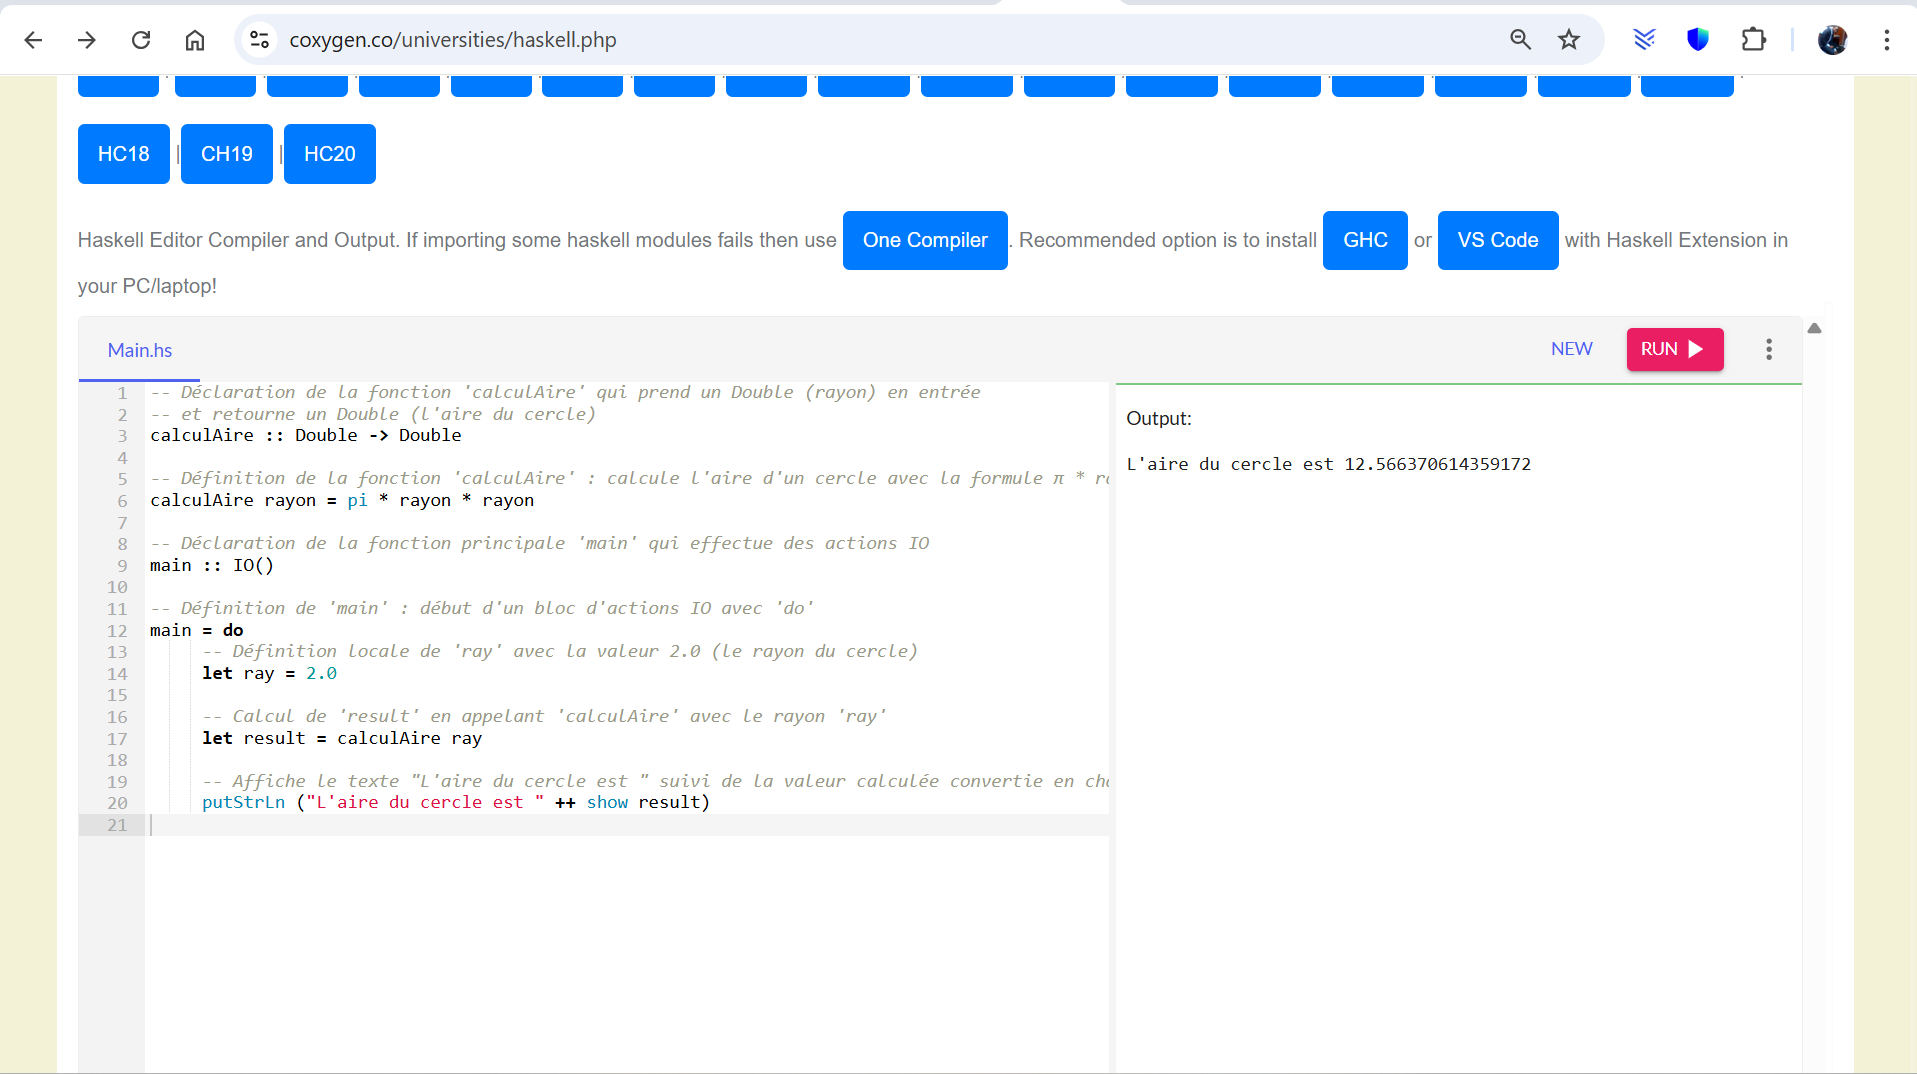 coxygen.co/universities/haskell.php
HC18 | CH19 | HC20
Haskell Editor Compiler and Output. If importing some haskell modules fails then use One Compiler . Recommended option is to install GHC or VS Code with Haskell Extension in
your PC/laptop!
Main.hs NEW RUN
1 -- Déclaration de la fonction 'calculAire' qui prend un Double (rayon) en entrée
2 -- et retourne un Double (l'aire du cercle)
3 calculAire :: Double -> Double
4
5 -- Définition de la fonction 'calculAire' : calcule l'aire d'un cercle avec la formule π *
6 calculAire rayon = pi * rayon * rayon
7
8 -- Déclaration de la fonction principale 'main' qui effectue des actions IO
9 main :: IO()
10
11 -- Définition de 'main' : début d'un bloc d'actions IO avec 'do'
12 main = do
13 -- Définition locale de 'ray' avec la valeur 2.0 (le rayon du cercle)
14 let ray = 2.0
15
16 -- Calcul de 'result' en appelant 'calculAire' avec le rayon 'ray'
17 let result = calculAire ray
18
19 -- Affiche le texte "L'aire du cercle est " suivi de la valeur calculée convertie en
20 putStrLn ("L'aire du cercle est " ++ show result)
21
Output:
L'aire du cercle est 12.566370614359172